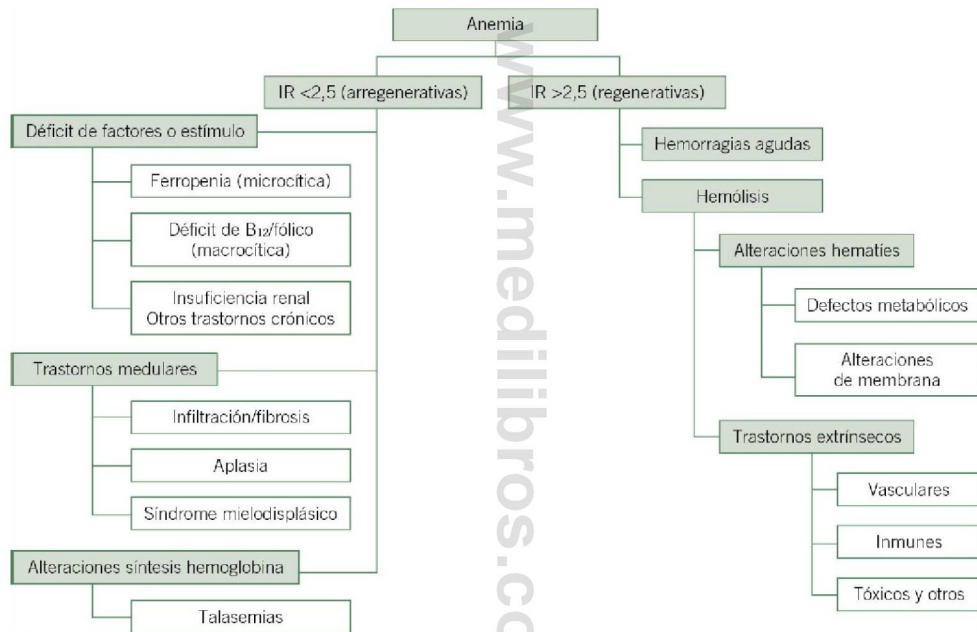 Anemia
IR <2,5 (arregenerativas)
Déficit de factores o estímulo
Ferropenia (microcítica)
Déficit de B12/fólico
(macrocítica)
Insuficiencia renal
Otros trastornos crónicos
Trastornos medulares
Infiltración/fibrosis
Aplasia
Síndrome mielodisplásico
Alteraciones síntesis hemoglobina
Talasemias
IR >2,5 (regenerativas)
Hemorragias agudas
Hemólisis
Alteraciones hematíes
Defectos metabólicos
Alteraciones
de membrana
Trastornos extrínsecos
Vasculares
Inmunes
Tóxicos y otros
www.medilibros.co